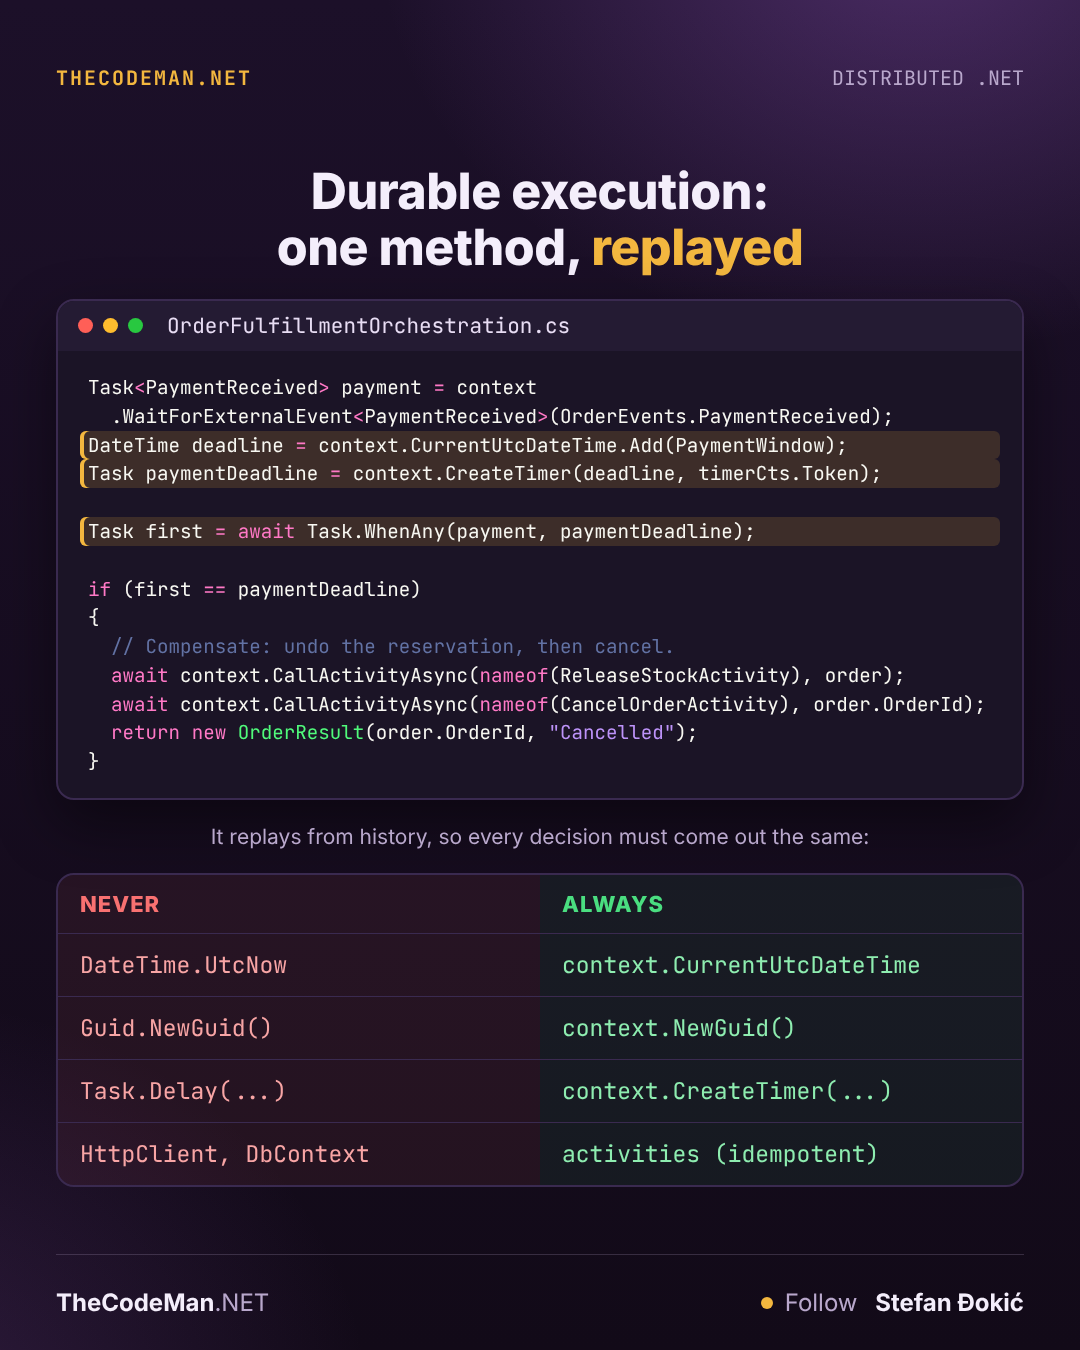 THECODEMAN.NET
DISTRIBUTED .NET
Durable execution:
one method, replayed
OrderFulfillmentOrchestration.cs
Task<PaymentReceived> payment = context
.WaitForExternalEvent<PaymentReceived>(OrderEvents.PaymentReceived);
DateTime deadline = context.CurrentUtcDateTime.Add(PaymentWindow);
Task paymentDeadline = context.CreateTimer(deadline, timerCts.Token);
Task first = await Task.WhenAny(payment, paymentDeadline);
if (first == paymentDeadline)
{
// Compensate: undo the reservation, then cancel.
await context.CallActivityAsync(nameof(ReleaseStockActivity), order);
await context.CallActivityAsync(nameof(CancelOrderActivity), order.OrderId);
return new OrderResult(order.OrderId, "Cancelled");
}
It replays from history, so every decision must come out the same:
NEVER
ALWAYS
DateTime.UtcNow
context.CurrentUtcDateTime
Guid.NewGuid()
context.NewGuid()
Task.Delay(...)
context.CreateTimer(...)
HttpClient, DbContext
activities (idempotent)
TheCodeMan.NET
Follow Stefan Đokić